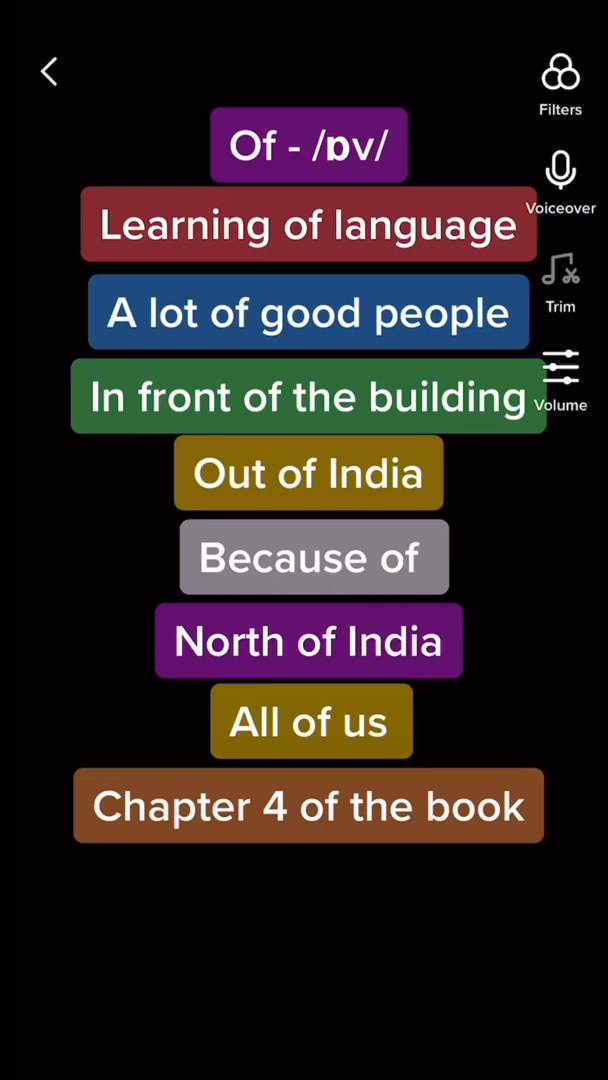 Filters
Of - /ɒv/
Voiceover
Learning of language
Trim
A lot of good people
In front of the building
Volume
Out of India
Because of
North of India
All of us
Chapter 4 of the book